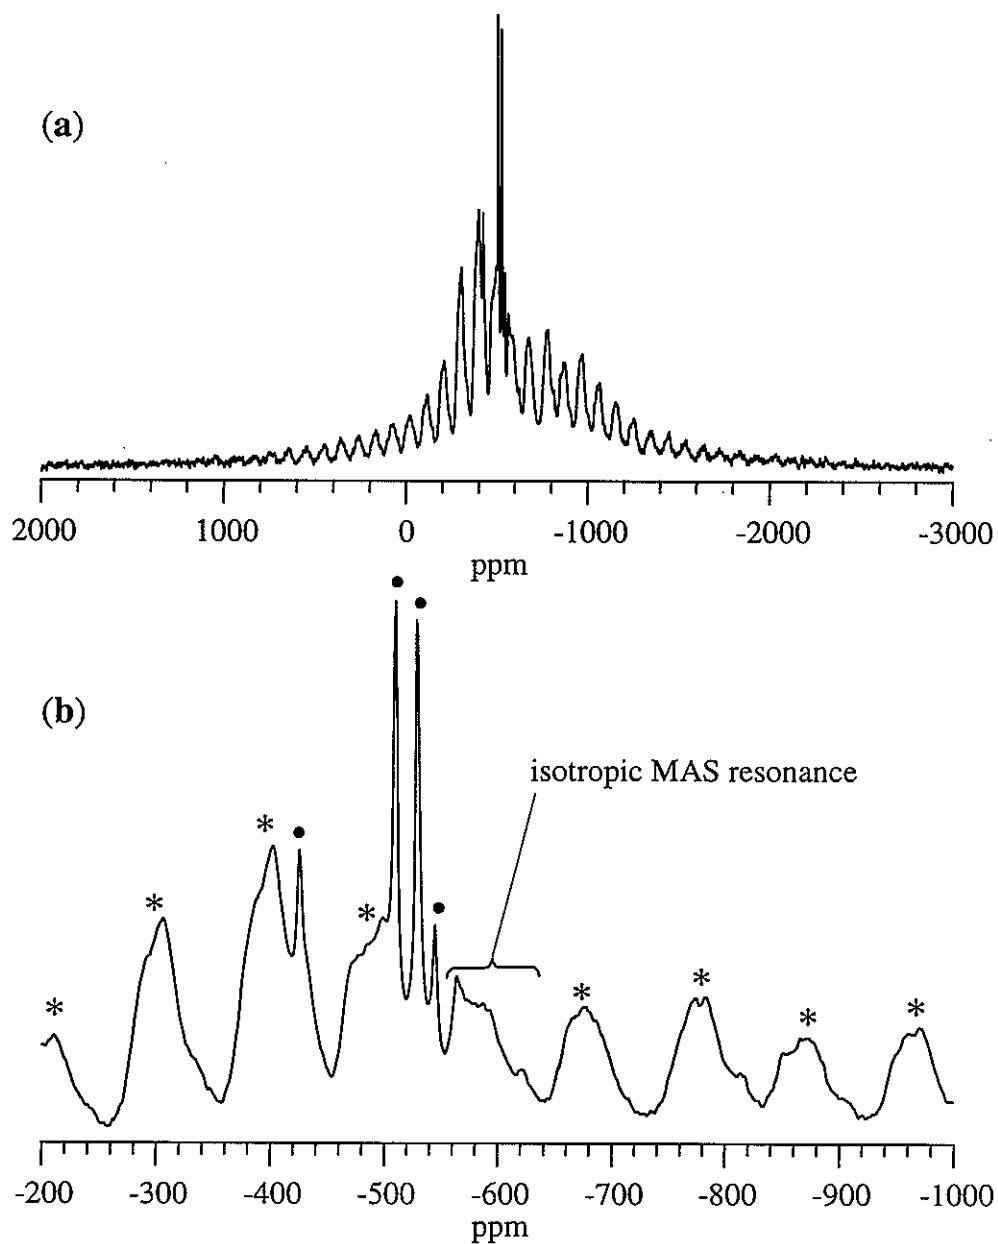 (a)
2000 1000 0 -1000 -2000 -3000
ppm
(b)
isotropic MAS resonance
* * * * * * * *
-200 -300 -400 -500 -600 -700 -800 -900 -1000
ppm